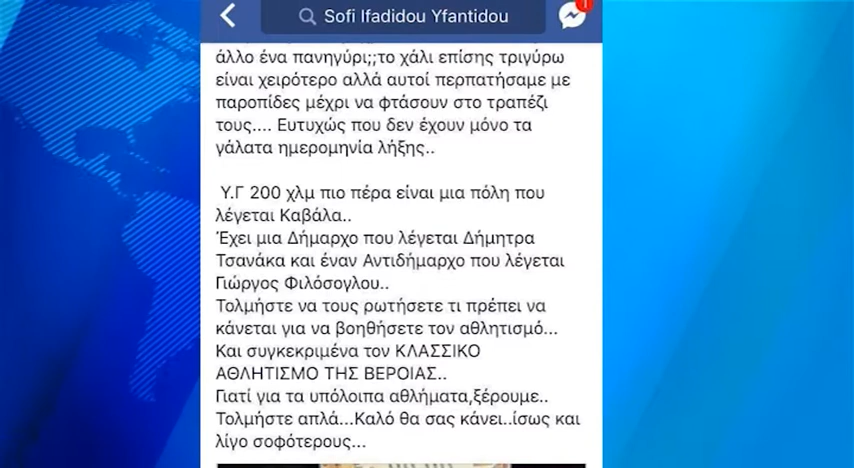 Sofi Ifadidou Yfantidou
1
άλλο ένα πανηγύρι;;το χάλι επίσης τριγύρω
είναι χειρότερο αλλά αυτοί περπατήσαμε με
παροπίδες μέχρι να φτάσουν στο τραπέζι
τους.... Ευτυχώς που δεν έχουν μόνο τα
γάλατα ημερομηνία λήξης..
Υ.Γ 200 χλμ πιο πέρα είναι μια πόλη που
λέγεται Καβάλα..
Έχει μια Δήμαρχο που λέγεται Δήμητρα
Τσανάκα και έναν Αντιδήμαρχο που λέγεται
Γιώργος Φιλόσογλου..
Τολμήστε να τους ρωτήσετε τι πρέπει να
κάνεται για να βοηθήσετε τον αθλητισμό...
Και συγκεκριμένα τον ΚΛΑΣΣΙΚΟ
ΑΘΛΗΤΙΣΜΟ ΤΗΣ ΒΕΡΟΙΑΣ..
Γιατί για τα υπόλοιπα αθλήματα,ξέρουμε..
Τολμήστε απλά...Καλό θα σας κάνει..ίσως και
λίγο σοφότερους...